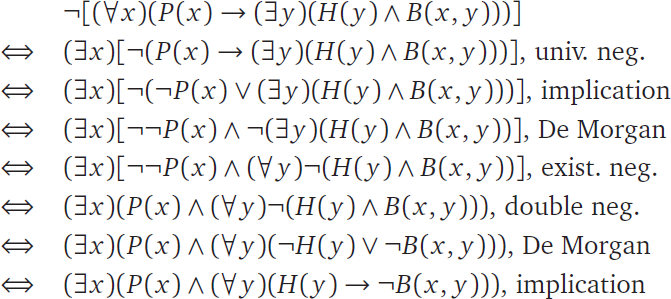 ¬[(∀x)(P(x) → (∃y)(H(y) ∧ B(x, y)))]
⟺ (∃x)[¬(P(x) → (∃y)(H(y) ∧ B(x, y)))], univ. neg.
⟺ (∃x)[¬(¬P(x) ∨ (∃y)(H(y) ∧ B(x, y)))], implication
⟺ (∃x)[¬¬P(x) ∧ ¬(∃y)(H(y) ∧ B(x, y))], De Morgan
⟺ (∃x)[¬¬P(x) ∧ (∀y)¬(H(y) ∧ B(x, y))], exist. neg.
⟺ (∃x)(P(x) ∧ (∀y)¬(H(y) ∧ B(x, y))), double neg.
⟺ (∃x)(P(x) ∧ (∀y)(¬H(y) ∨ ¬B(x, y))), De Morgan
⟺ (∃x)(P(x) ∧ (∀y)(H(y) → ¬B(x, y))), implication